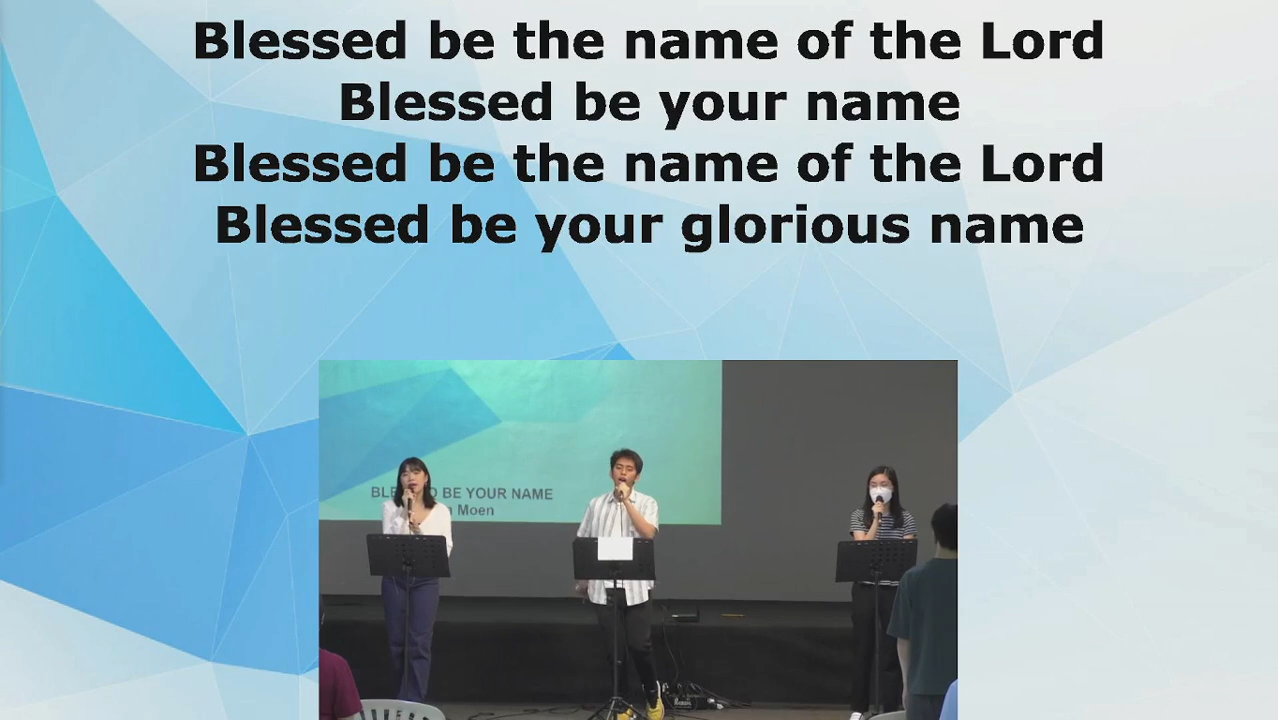 Blessed be the name of the Lord
Blessed be your name
Blessed be the name of the Lord
Blessed be your glorious name
BE YOUR NAME
Moen